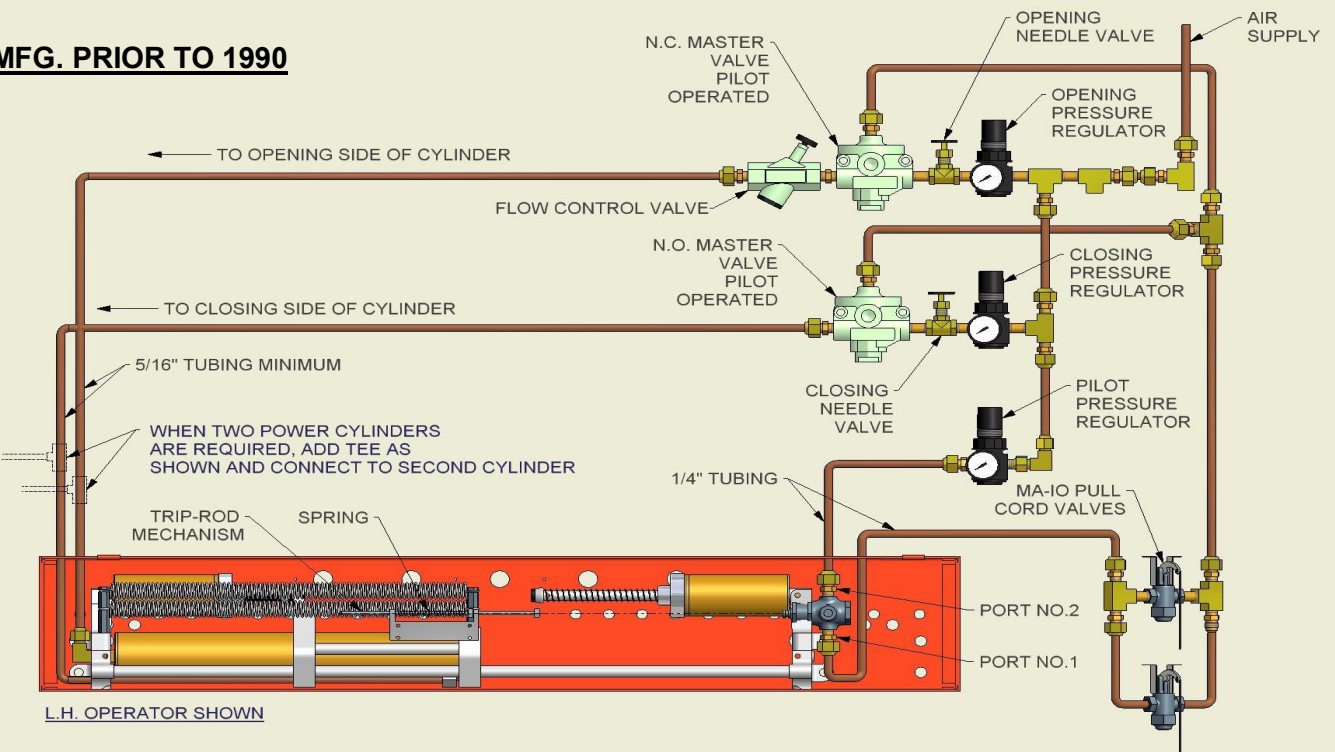 MFG. PRIOR TO 1990
OPENING
NEEDLE VALVE
AIR
SUPPLY
N.C. MASTER
VALVE
PILOT
OPERATED
OPENING
PRESSURE
REGULATOR
TO OPENING SIDE OF CYLINDER
FLOW CONTROL VALVE
N.O. MASTER
VALVE
PILOT
OPERATED
CLOSING
PRESSURE
REGULATOR
TO CLOSING SIDE OF CYLINDER
5/16" TUBING MINIMUM
CLOSING
NEEDLE
VALVE
PILOT
PRESSURE
REGULATOR
WHEN TWO POWER CYLINDERS
ARE REQUIRED, ADD TEE AS
SHOWN AND CONNECT TO SECOND CYLINDER
1/4" TUBING
MA-IO PULL
CORD VALVES
TRIP-ROD
MECHANISM
SPRING
PORT NO.2
PORT NO.1
L.H. OPERATOR SHOWN